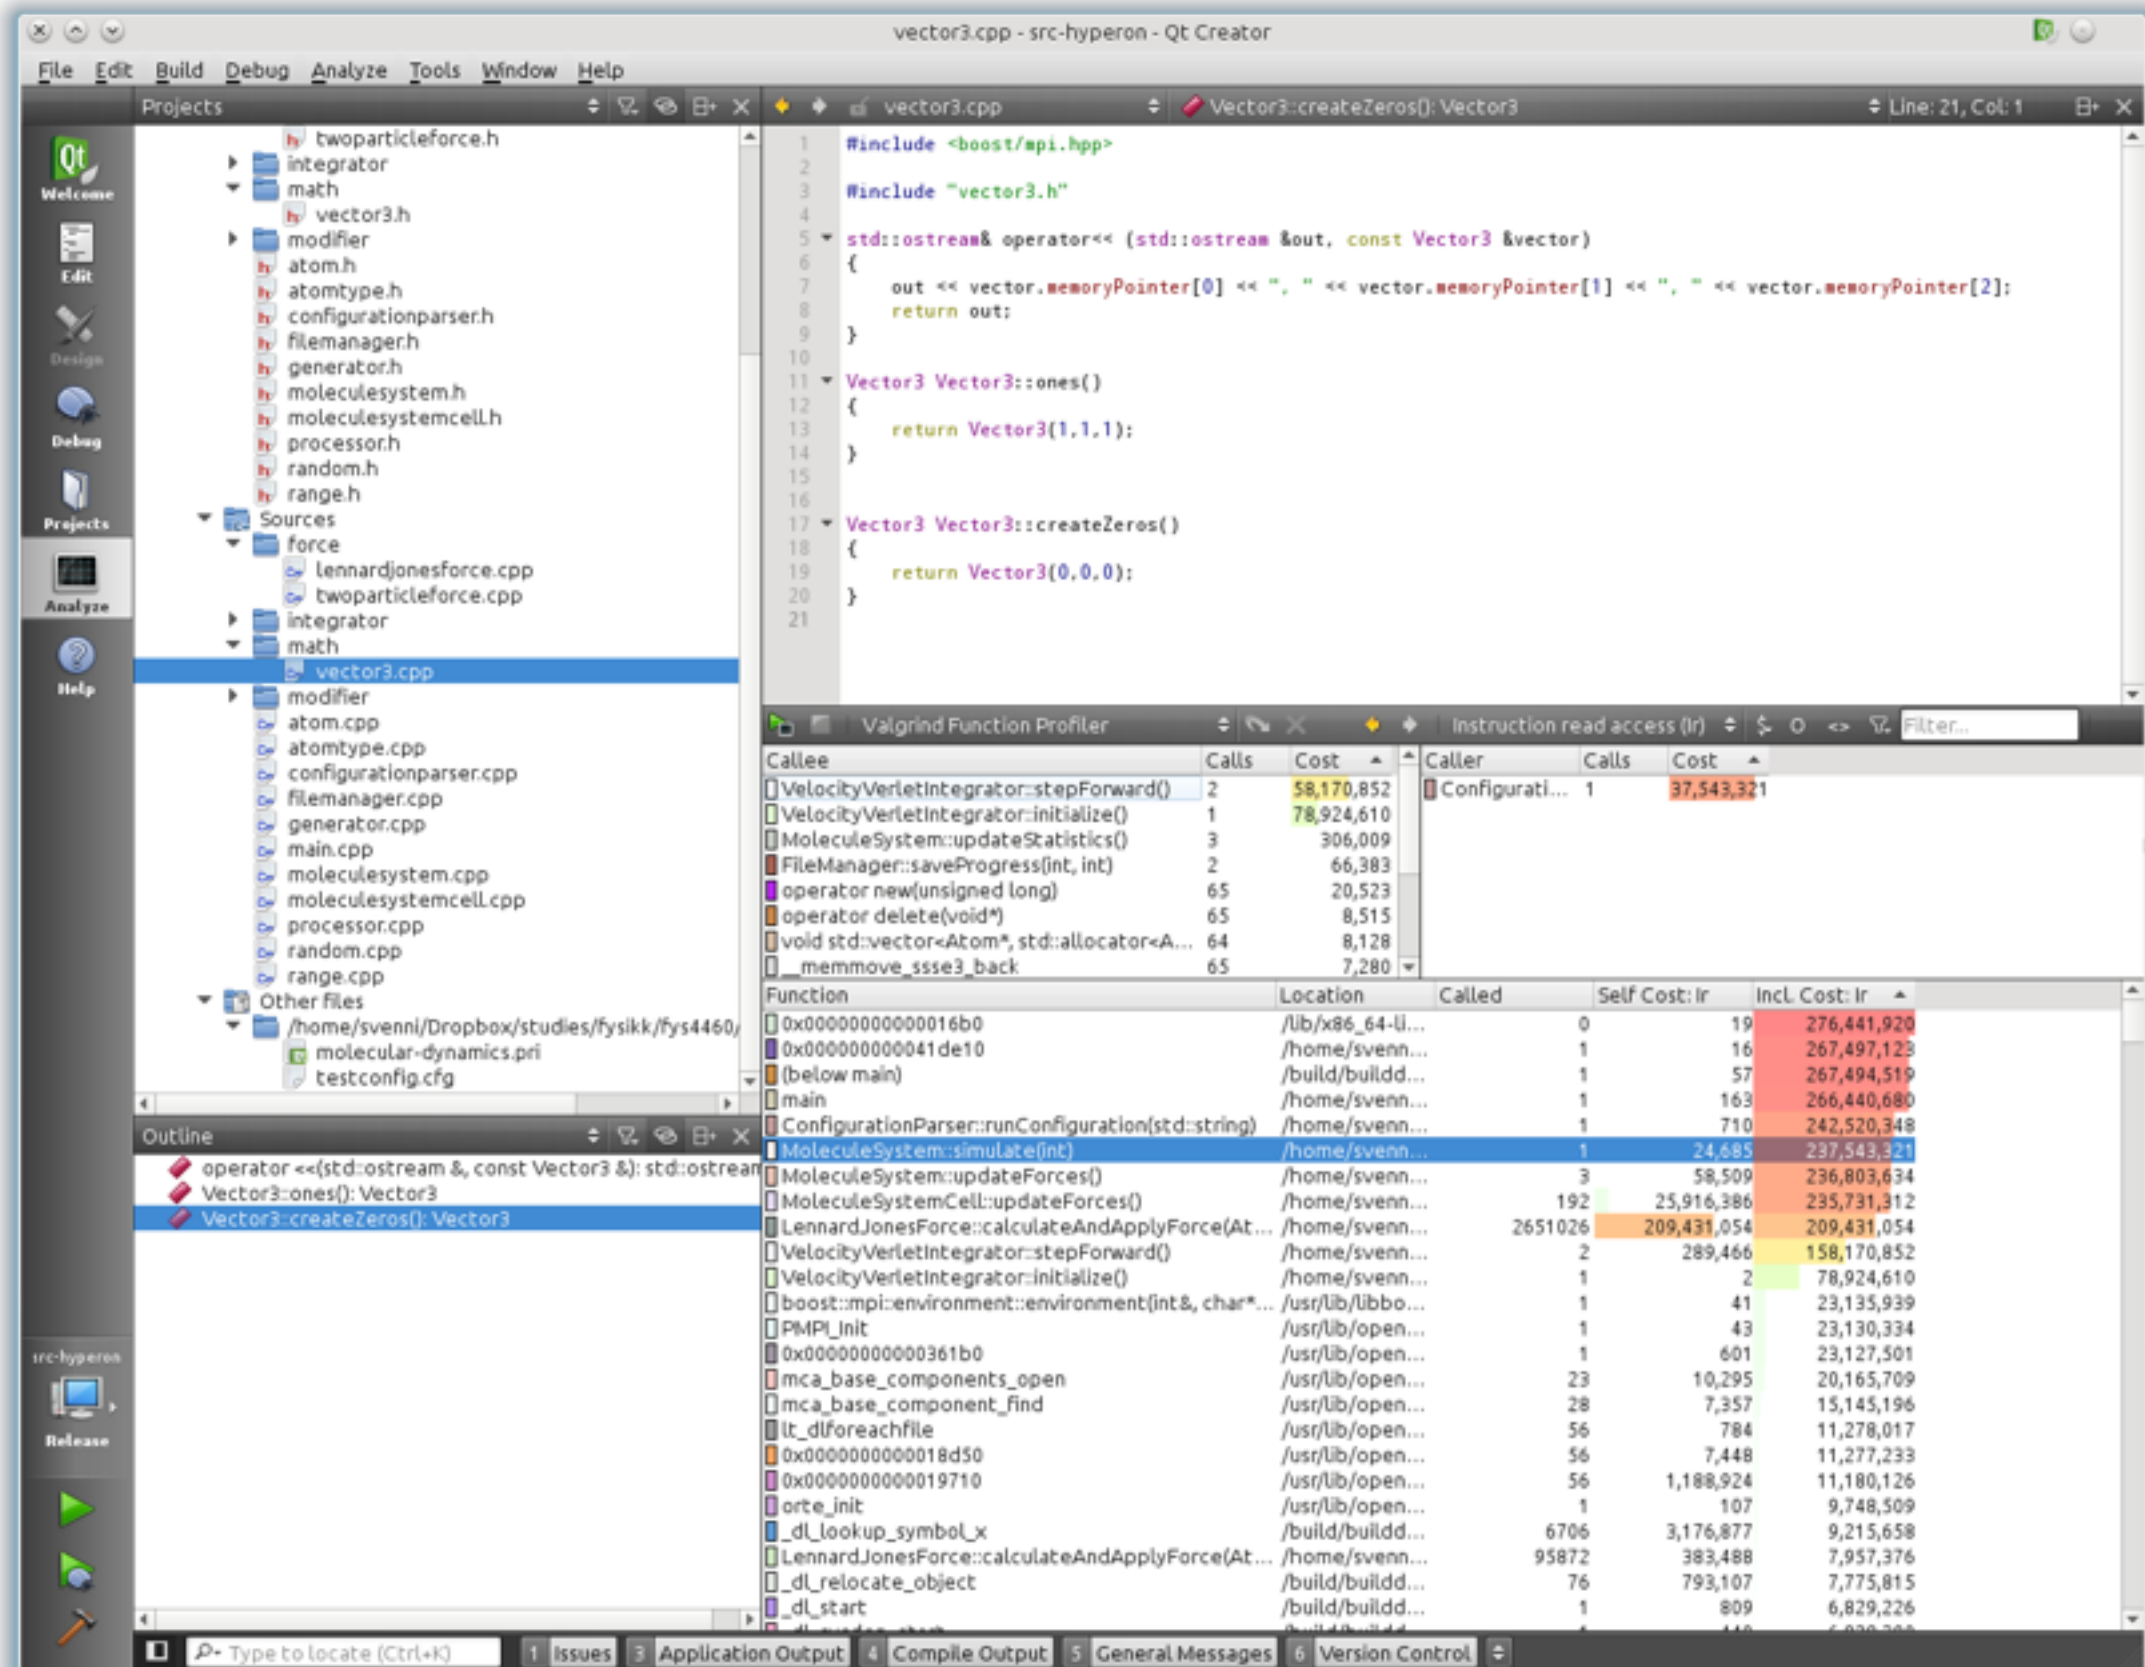 vector3.cpp - src-hyperon - Qt Creator
File Edit Build Debug Analyze Tools Window Help
Projects
vector3.cpp
Vector3::createZeros(): Vector3
Line: 21, Col: 1
Welcome
Edit
Design
Debug
Projects
Analyze
Help
src-hyperon
Release
twoparticleforce.h
integrator
math
vector3.h
modifier
atom.h
atomtype.h
configurationparser.h
filemanager.h
generator.h
moleculesystem.h
moleculesystemcell.h
processor.h
random.h
range.h
Sources
force
lennardjonesforce.cpp
twoparticleforce.cpp
integrator
math
vector3.cpp
modifier
atom.cpp
atomtype.cpp
configurationparser.cpp
filemanager.cpp
generator.cpp
main.cpp
moleculesystem.cpp
moleculesystemcell.cpp
processor.cpp
random.cpp
range.cpp
Other files
/home/svenni/Dropbox/studies/fysikk/fys4460/
molecular-dynamics.pri
testconfig.cfg
Outline
operator <<(std::ostream &, const Vector3 &): std::ostream
Vector3::ones(): Vector3
Vector3::createZeros(): Vector3
1 #include <boost/mpi.hpp>
2
3 #include "vector3.h"
4
5 std::ostream& operator<< (std::ostream &out, const Vector3 &vector)
6 {
7 out << vector.memoryPointer[0] << ", " << vector.memoryPointer[1] << ", " << vector.memoryPointer[2];
8 return out;
9 }
10
11 Vector3 Vector3::ones()
12 {
13 return Vector3(1,1,1);
14 }
15
16
17 Vector3 Vector3::createZeros()
18 {
19 return Vector3(0,0,0);
20 }
21
Valgrind Function Profiler
Instruction read access (Ir) $ O <> Filter...
Callee Calls Cost
VelocityVerletIntegrator::stepForward() 2 58,170,852
VelocityVerletIntegrator::initialize() 1 78,924,610
MoleculeSystem::updateStatistics() 3 306,009
FileManager::saveProgress(int, int) 2 66,383
operator new(unsigned long) 65 20,523
operator delete(void*) 65 8,515
void std::vector<Atom*, std::allocator<A... 64 8,128
__memmove_ssse3_back 65 7,280
Caller Calls Cost
Configurati... 1 37,543,321
Function Location Called Self Cost: Ir Incl. Cost: Ir
0x00000000000016b0 /lib/x86_64-li... 0 19 276,441,920
0x000000000041de10 /home/svenn... 1 16 267,497,123
(below main) /build/buildd... 1 57 267,494,519
main /home/svenn... 1 163 266,440,680
ConfigurationParser::runConfiguration(std::string) /home/svenn... 1 710 242,520,348
MoleculeSystem::simulate(int) /home/svenn... 1 24,685 237,543,321
MoleculeSystem::updateForces() /home/svenn... 3 58,509 236,803,634
MoleculeSystemCell::updateForces() /home/svenn... 192 25,916,386 235,731,312
LennardJonesForce::calculateAndApplyForce(At... /home/svenn... 2651026 209,431,054 209,431,054
VelocityVerletIntegrator::stepForward() /home/svenn... 2 289,466 158,170,852
VelocityVerletIntegrator::initialize() /home/svenn... 1 2 78,924,610
boost::mpi::environment::environment(int&, char*... /usr/lib/libbo... 1 41 23,135,939
PMPI_Init /usr/lib/open... 1 43 23,130,334
0x00000000000361b0 /usr/lib/open... 1 601 23,127,501
mca_base_components_open /usr/lib/open... 23 10,295 20,165,709
mca_base_component_find /usr/lib/open... 28 7,357 15,145,196
lt_dlforeachfile /usr/lib/open... 56 784 11,278,017
0x0000000000018d50 /usr/lib/open... 56 7,448 11,277,233
0x0000000000019710 /usr/lib/open... 56 1,188,924 11,180,126
orte_init /usr/lib/open... 1 107 9,748,509
_dl_lookup_symbol_x /build/buildd... 6706 3,176,877 9,215,658
LennardJonesForce::calculateAndApplyForce(At... /home/svenn... 95872 383,488 7,957,376
_dl_relocate_object /build/buildd... 76 793,107 7,775,815
_dl_start /build/buildd... 1 809 6,829,226
Type to locate (Ctrl+K) 1 Issues 3 Application Output 4 Compile Output 5 General Messages 6 Version Control